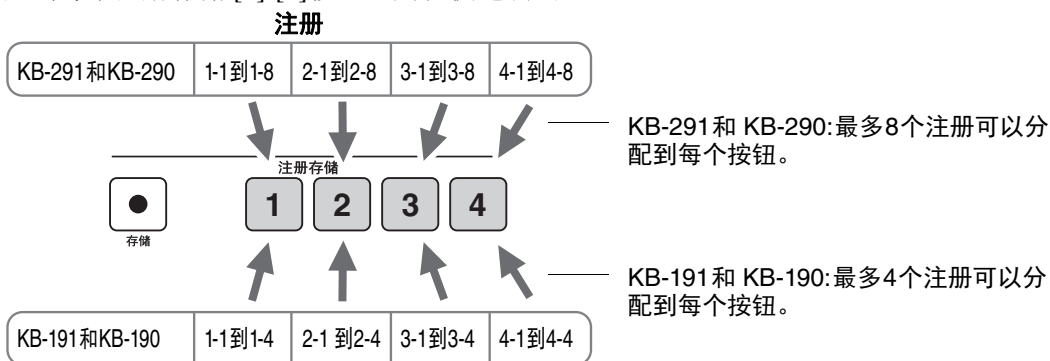 注册
KB-291和KB-290 1-1到1-8 2-1到2-8 3-1到3-8 4-1到4-8
KB-291和 KB-290:最多8个注册可以分
配到每个按钮。
注册存储
1 2 3 4
存储
KB-191和 KB-190:最多4个注册可以分
配到每个按钮。
KB-191和KB-190 1-1到1-4 2-1 到2-4 3-1到3-4 4-1到4-4